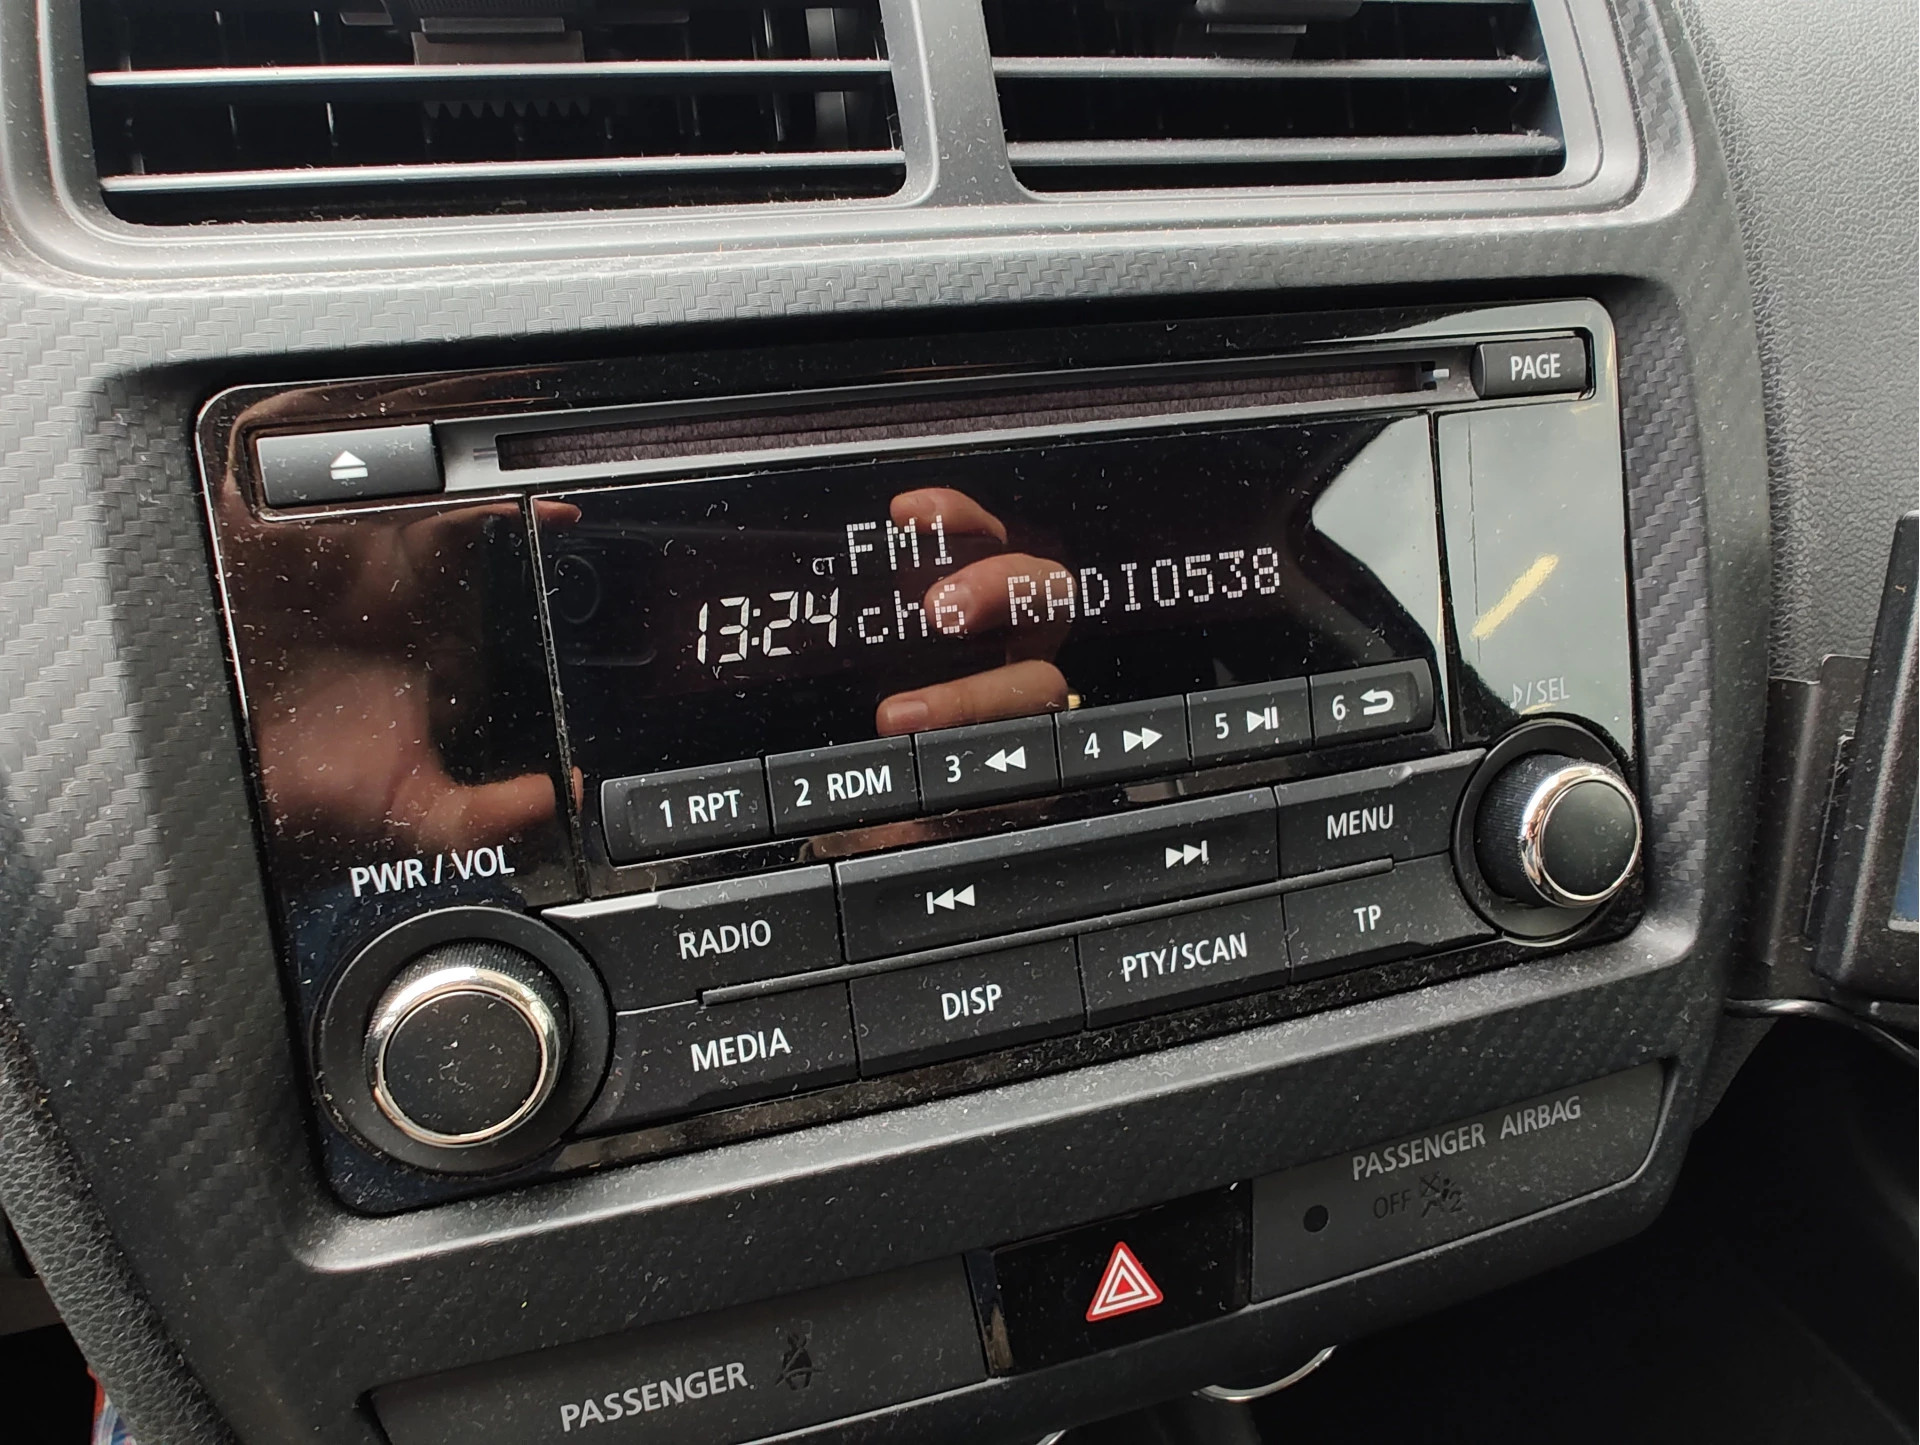 PAGE
CT FM1
13:24 ch6 RADIO538
♪/SEL
1 RPT
2 RDM
3
4
5
6
PWR / VOL
MENU
RADIO
TP
PTY/SCAN
DISP
MEDIA
PASSENGER AIRBAG
OFF
PASSENGER